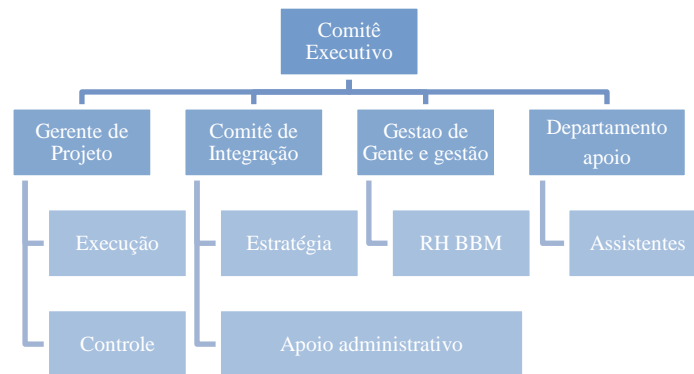 Comitê
Executivo
Gerente de
Projeto
Comitê de
Integração
Gestao de
Gente e gestão
Departamento
apoio
Execução
Estratégia
RH BBM
Assistentes
Controle
Apoio administrativo